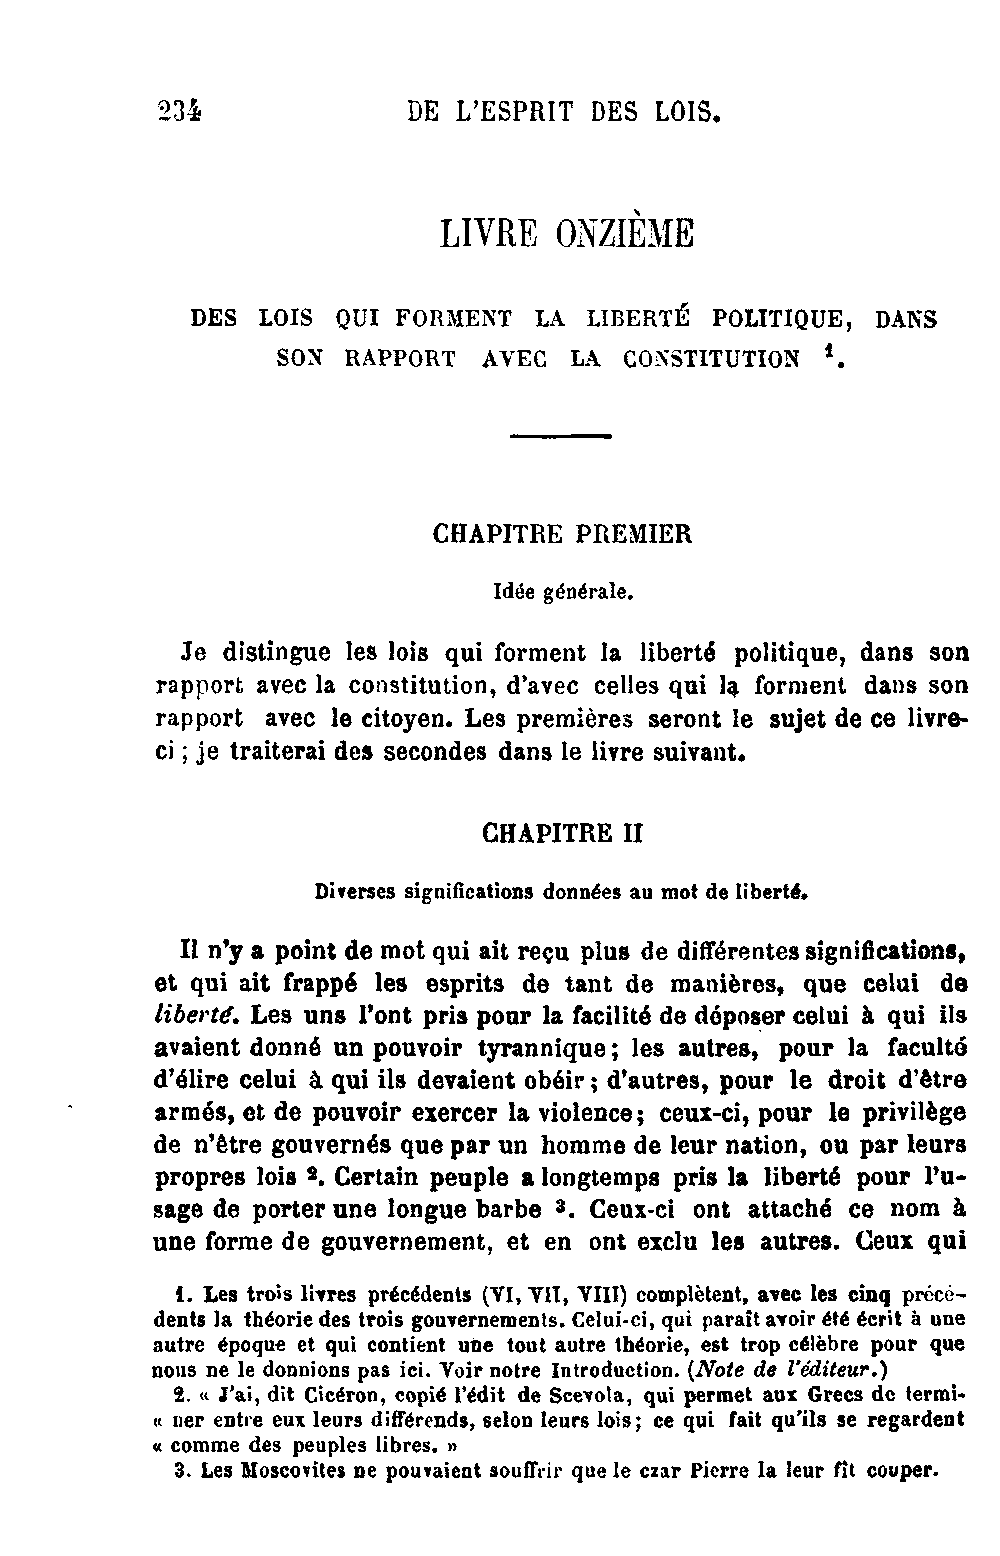 234 DE L'ESPRIT DES LOIS.
LIVRE ONZIÈME
DES LOIS QUI FORMENT LA LIBERTÉ POLITIQUE, DANS
SON RAPPORT AVEC LA CONSTITUTION ¹.
CHAPITRE PREMIER
Idée générale.
Je distingue les lois qui forment la liberté politique, dans son
rapport avec la constitution, d'avec celles qui la forment dans son
rapport avec le citoyen. Les premières seront le sujet de ce livre-
ci ; je traiterai des secondes dans le livre suivant.
CHAPITRE II
Diverses significations données au mot de liberté.
Il n'y a point de mot qui ait reçu plus de différentes significations,
et qui ait frappé les esprits de tant de manières, que celui de
liberté. Les uns l'ont pris pour la facilité de déposer celui à qui ils
avaient donné un pouvoir tyrannique ; les autres, pour la faculté
d'élire celui à qui ils devaient obéir ; d'autres, pour le droit d'être
armés, et de pouvoir exercer la violence ; ceux-ci, pour le privilège
de n'être gouvernés que par un homme de leur nation, ou par leurs
propres lois ². Certain peuple a longtemps pris la liberté pour l'u-
sage de porter une longue barbe ³. Ceux-ci ont attaché ce nom à
une forme de gouvernement, et en ont exclu les autres. Ceux qui
1. Les trois livres précédents (VI, VII, VIII) complètent, avec les cinq précé-
dents la théorie des trois gouvernements. Celui-ci, qui paraît avoir été écrit à une
autre époque et qui contient une tout autre théorie, est trop célèbre pour que
nous ne le donnions pas ici. Voir notre Introduction. (Note de l'éditeur.)
2. « J'ai, dit Cicéron, copié l'édit de Scevola, qui permet aux Grecs de termi-
« ner entre eux leurs différends, selon leurs lois ; ce qui fait qu'ils se regardent
« comme des peuples libres. »
3. Les Moscovites ne pouvaient souffrir que le czar Pierre la leur fît couper.